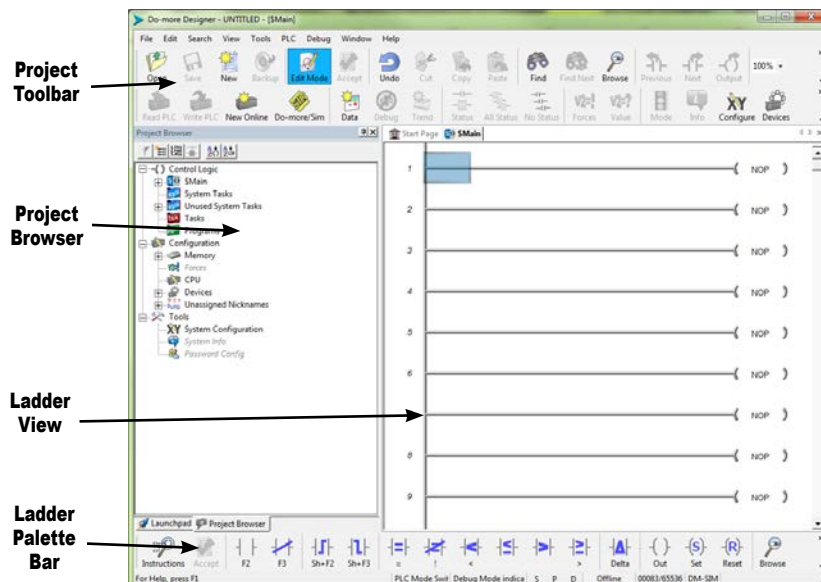 Do-more Designer - UNTITLED - [$Main]
File Edit Search View Tools PLC Debug Window Help
Project Toolbar
Open Save New Backup Edit Mode Accept Undo Cut Copy Paste Find Find Next Browse Previous Next Output 100%
Read PLC Write PLC New Online Do-more/Sim Data Debug Trend Status All Status No Status Forces Value Mode Info Configure Devices
Project Browser
Start Page $Main
Control Logic
$Main
System Tasks
Unused System Tasks
Tasks
Programs
Project Browser
Configuration
Memory
Forces
CPU
Devices
Unassigned Nicknames
Tools
XY System Configuration
System Info
Password Config
1 NOP
2 NOP
3 NOP
4 NOP
5 NOP
6 NOP
Ladder View
NOP
8 NOP
9 NOP
Launchpad Project Browser
Ladder Palette Bar
Instructions Accept F2 F3 Sh+F2 Sh+F3 = ! < > Delta Out Set Reset Browse
For Help, press F1
PLC Mode Swit Debug Mode indica S P D Offline 00083/65536 DM-SIM